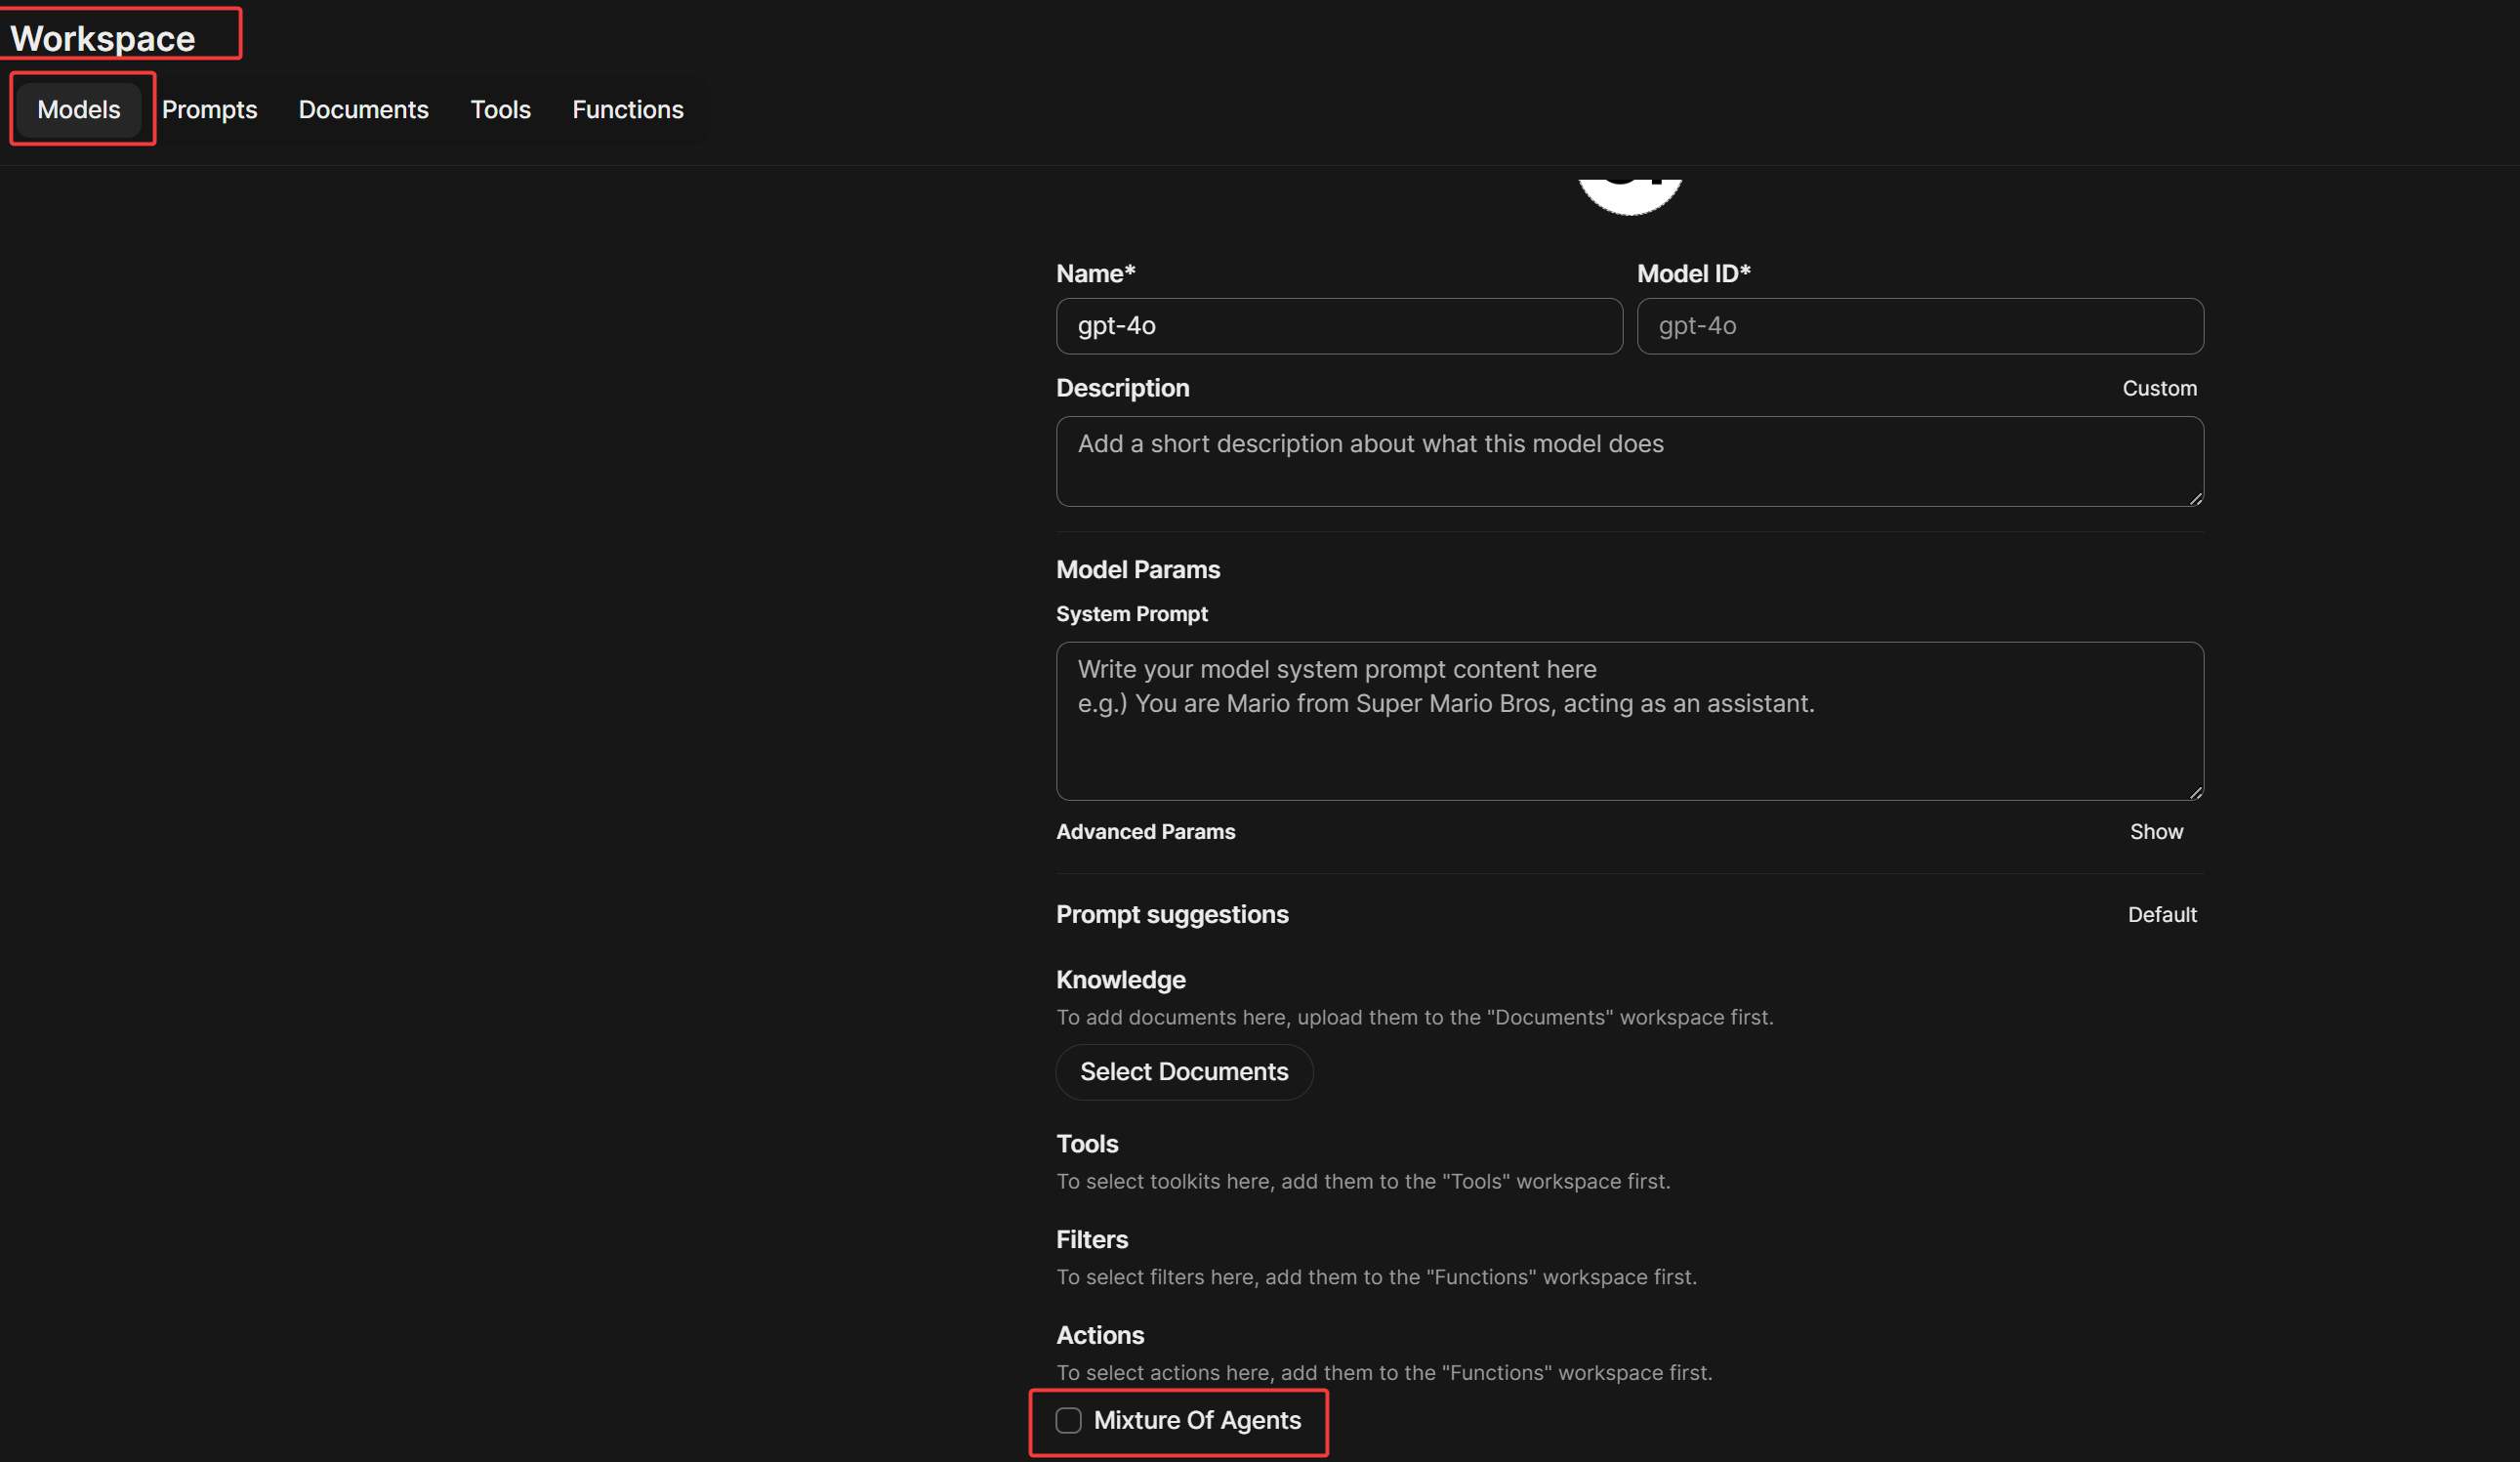 Workspace
Models Prompts Documents Tools Functions
Name* Model ID*
gpt-4o gpt-4o
Description Custom
Add a short description about what this model does
Model Params
System Prompt
Write your model system prompt content here
e.g.) You are Mario from Super Mario Bros, acting as an assistant.
Advanced Params Show
Prompt suggestions Default
Knowledge
To add documents here, upload them to the "Documents" workspace first.
Select Documents
Tools
To select toolkits here, add them to the "Tools" workspace first.
Filters
To select filters here, add them to the "Functions" workspace first.
Actions
To select actions here, add them to the "Functions" workspace first.
Mixture Of Agents